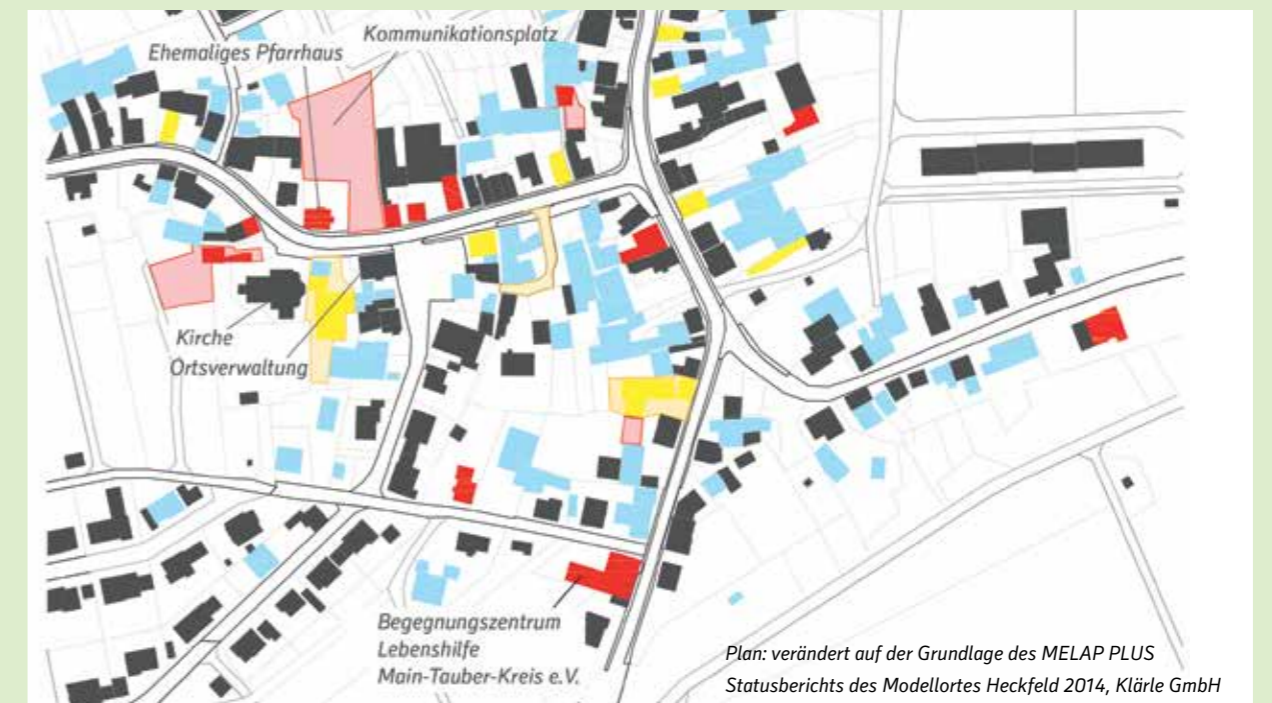 Kommunikationsplatz
Ehemaliges Pfarrhaus
Kirche
Ortsverwaltung
Begegnungszentrum
Lebenshilfe
Main-Tauber-Kreis e.V.
Plan: verändert auf der Grundlage des MELAP PLUS
Statusberichts des Modellortes Heckfeld 2014, Klärle GmbH